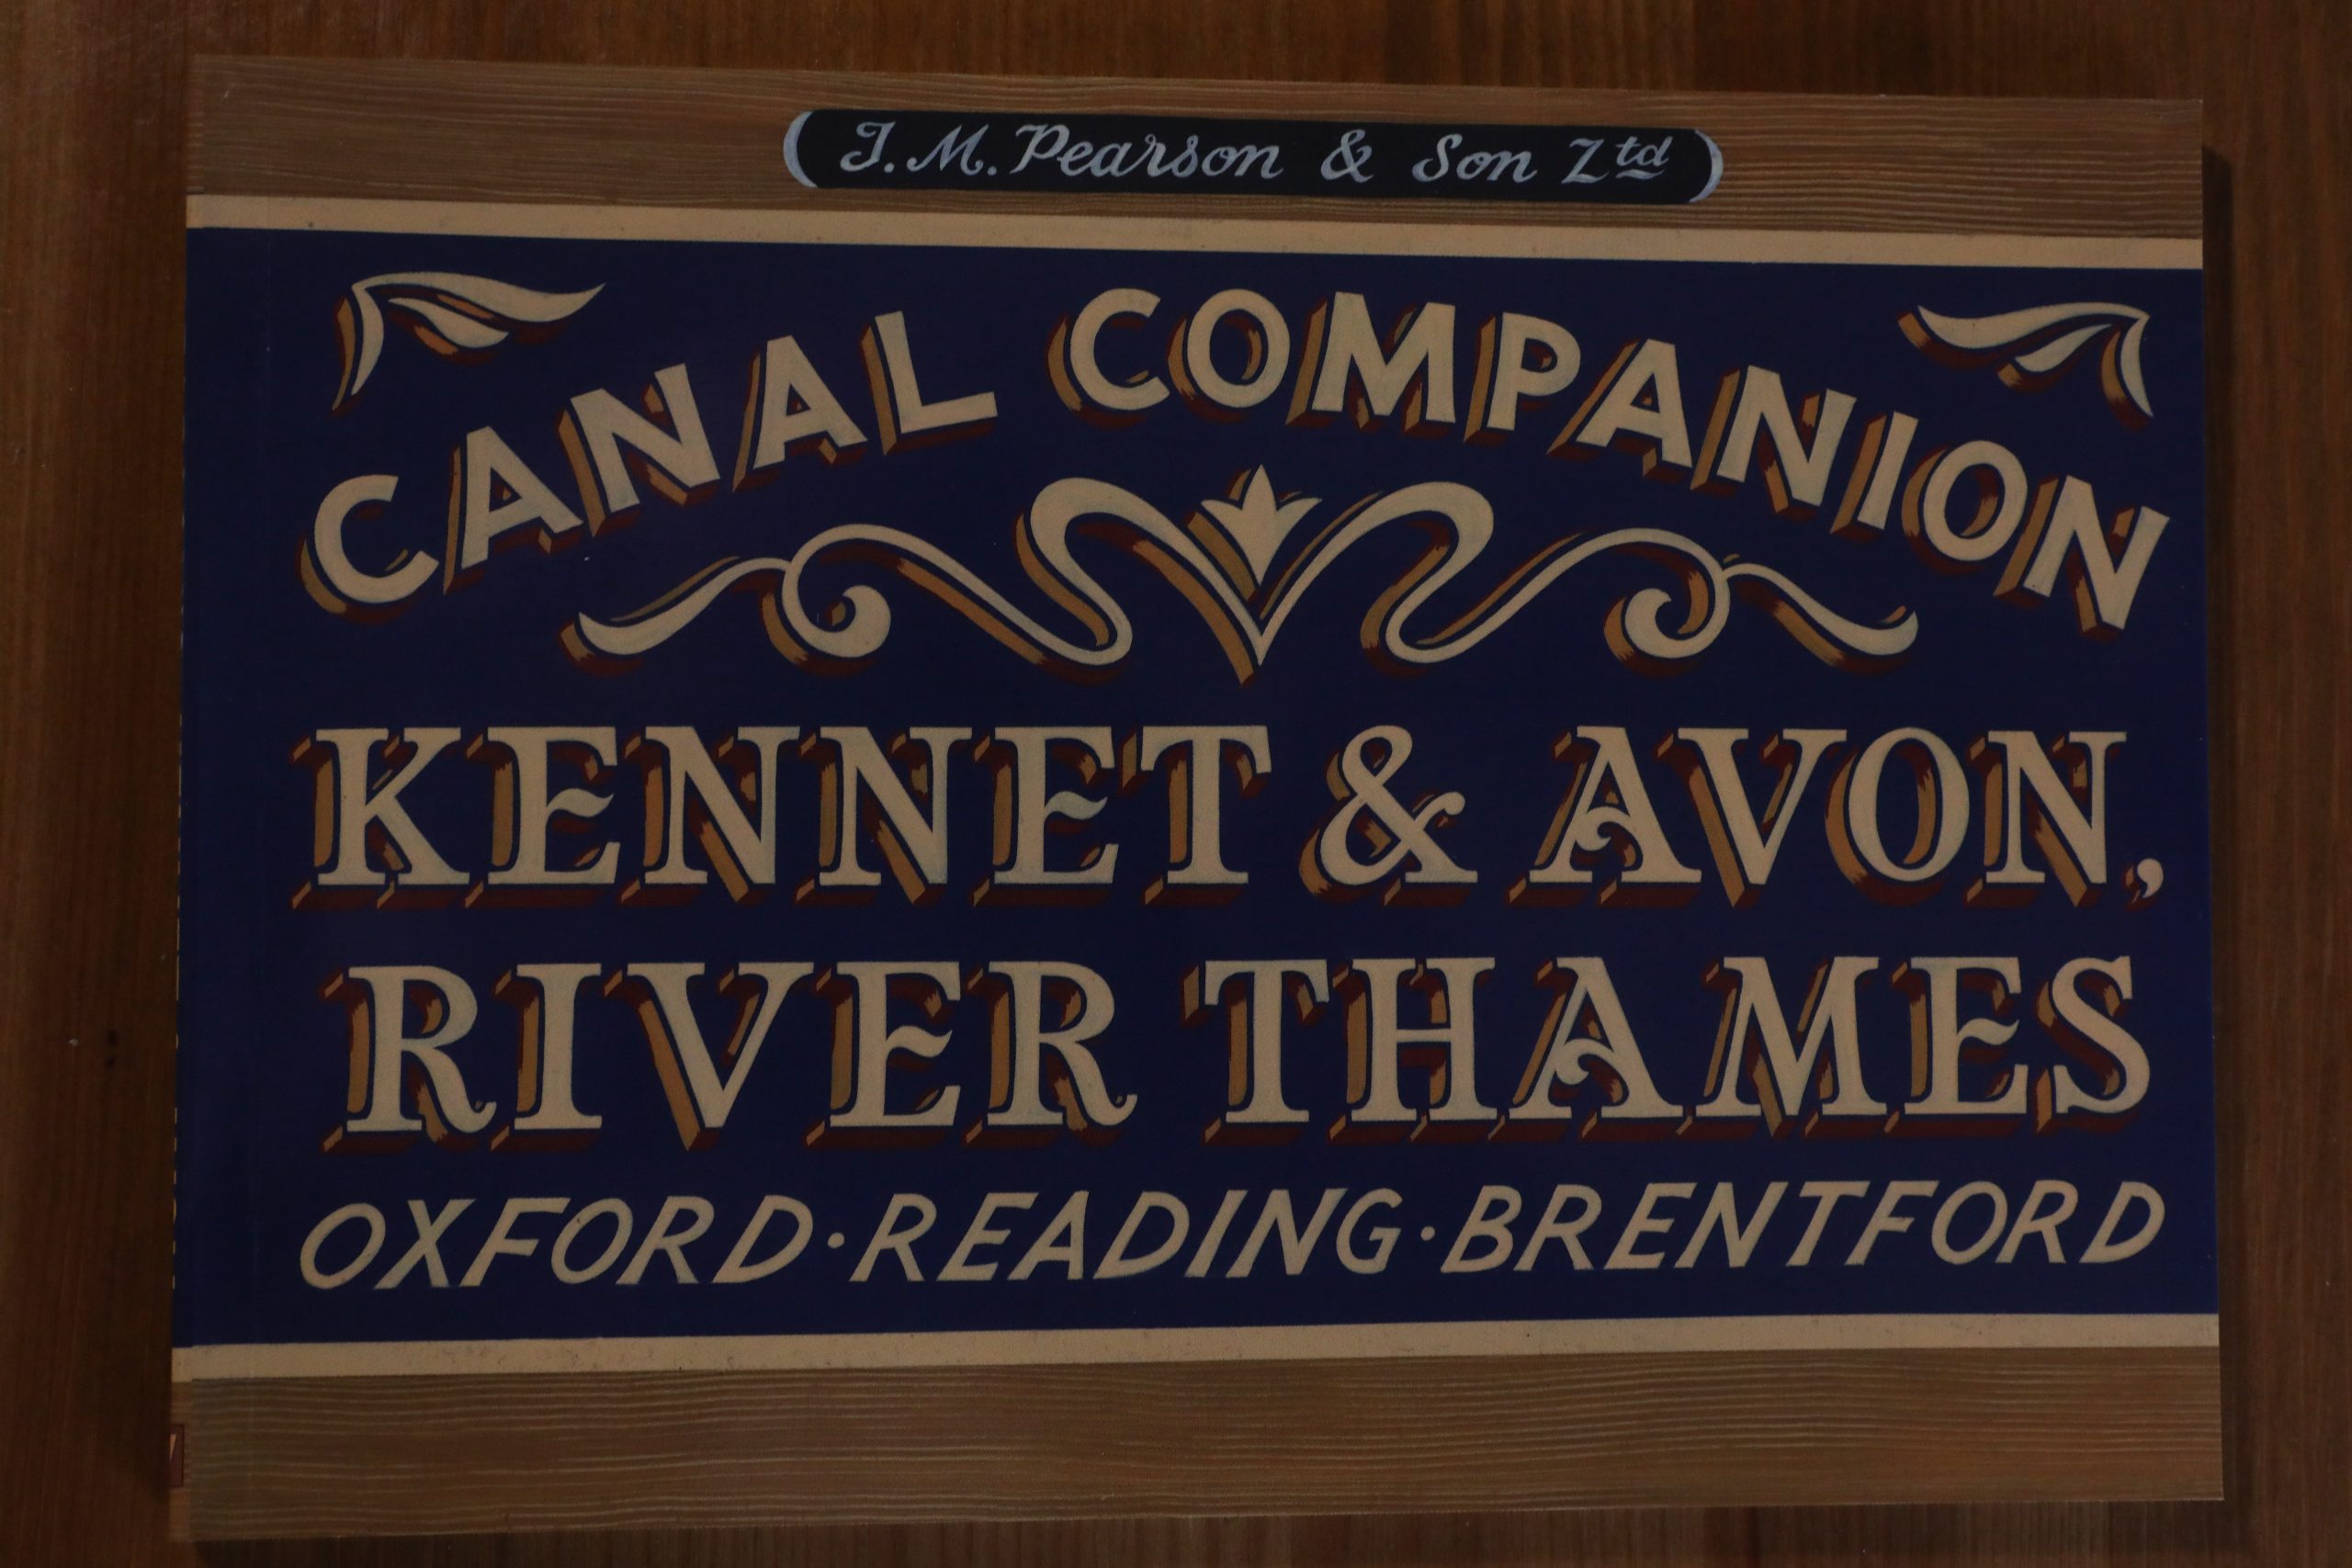 J. M. Pearson & Son Ltd
CANAL COMPANION
KENNET & AVON,
RIVER THAMES
OXFORD · READING · BRENTFORD